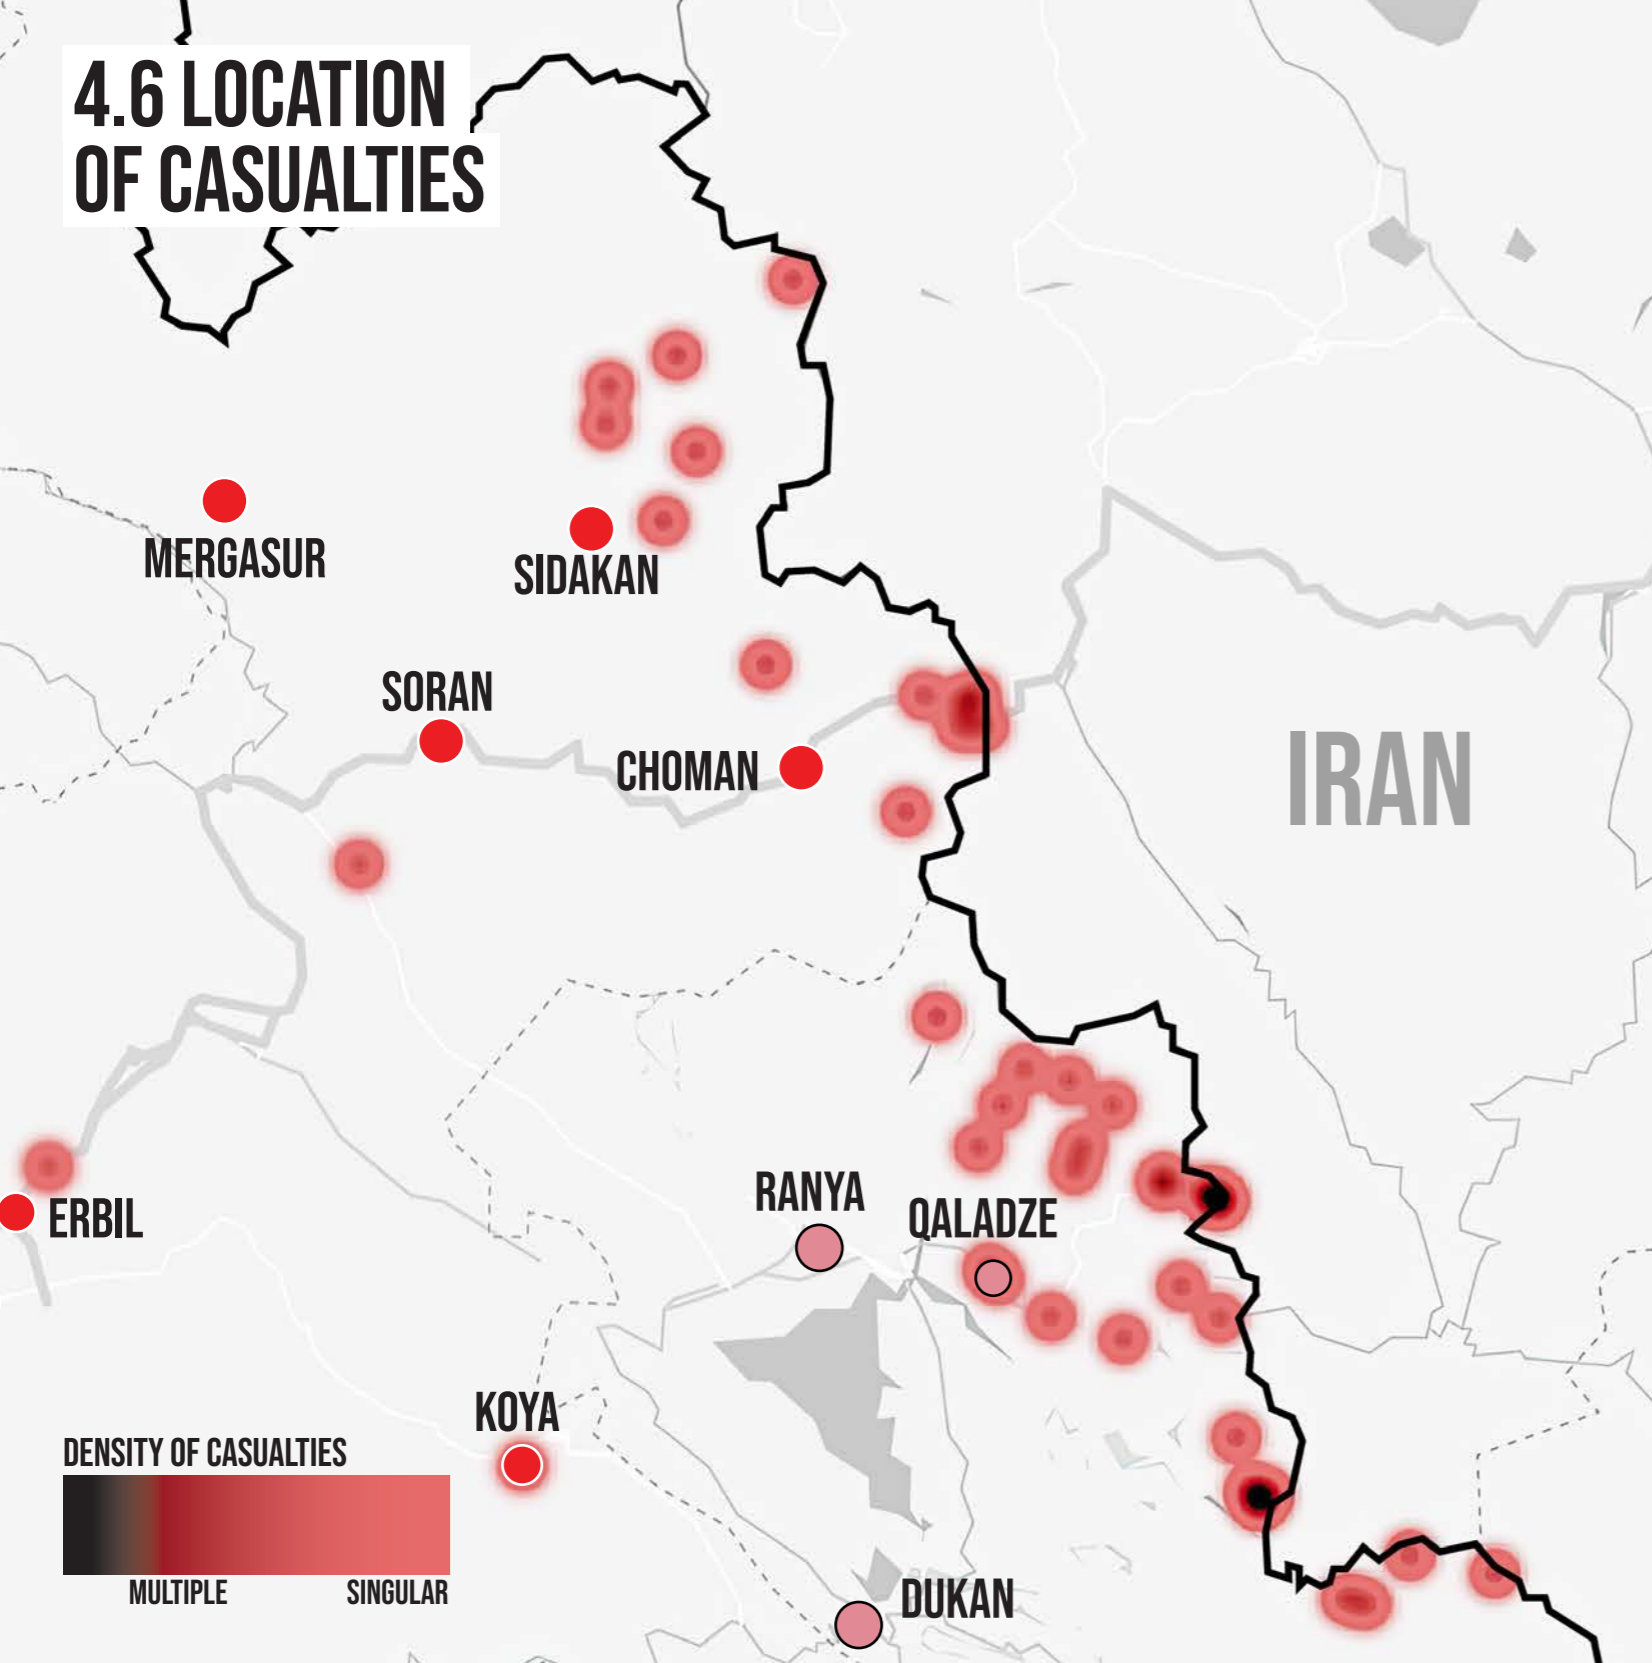 4.6 LOCATION
OF CASUALTIES
MERGASUR
SIDAKAN
SORAN
CHOMAN
IRAN
RANYA
QALADZE
ERBIL
KOYA
DENSITY OF CASUALTIES
MULTIPLE SINGULAR
DUKAN